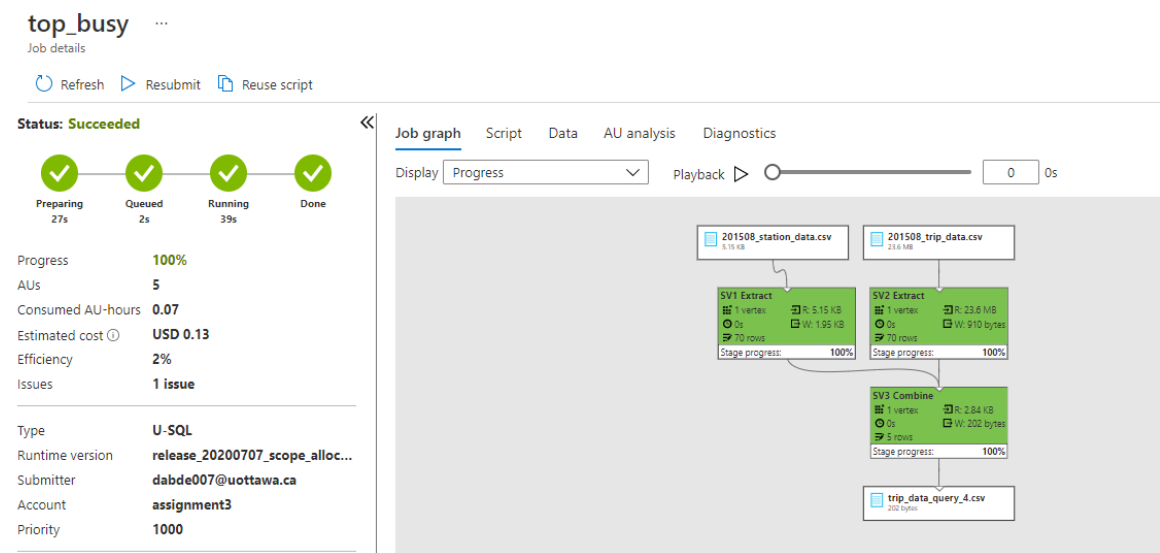 top_busy ...
Job details
Refresh Resubmit Reuse script
Status: Succeeded
Preparing Queued Running Done
27s 2s 39s
Progress 100%
AUs 5
Consumed AU-hours 0.07
Estimated cost USD 0.13
Efficiency 2%
Issues 1 issue
Type U-SQL
Runtime version release_20200707_scope_alloc...
Submitter dabde007@uottawa.ca
Account assignment3
Priority 1000
Job graph Script Data AU analysis Diagnostics
Display Progress Playback 0 0s
201508_station_data.csv
5.15 KB
201508_trip_data.csv
23.6 MB
SV1 Extract
1 vertex R: 5.15 KB
0s W: 1.95 KB
70 rows
Stage progress: 100%
SV2 Extract
1 vertex R: 23.6 MB
0s W: 910 bytes
70 rows
Stage progress: 100%
SV3 Combine
1 vertex R: 2.84 KB
0s W: 202 bytes
5 rows
Stage progress: 100%
trip_data_query_4.csv
202 bytes